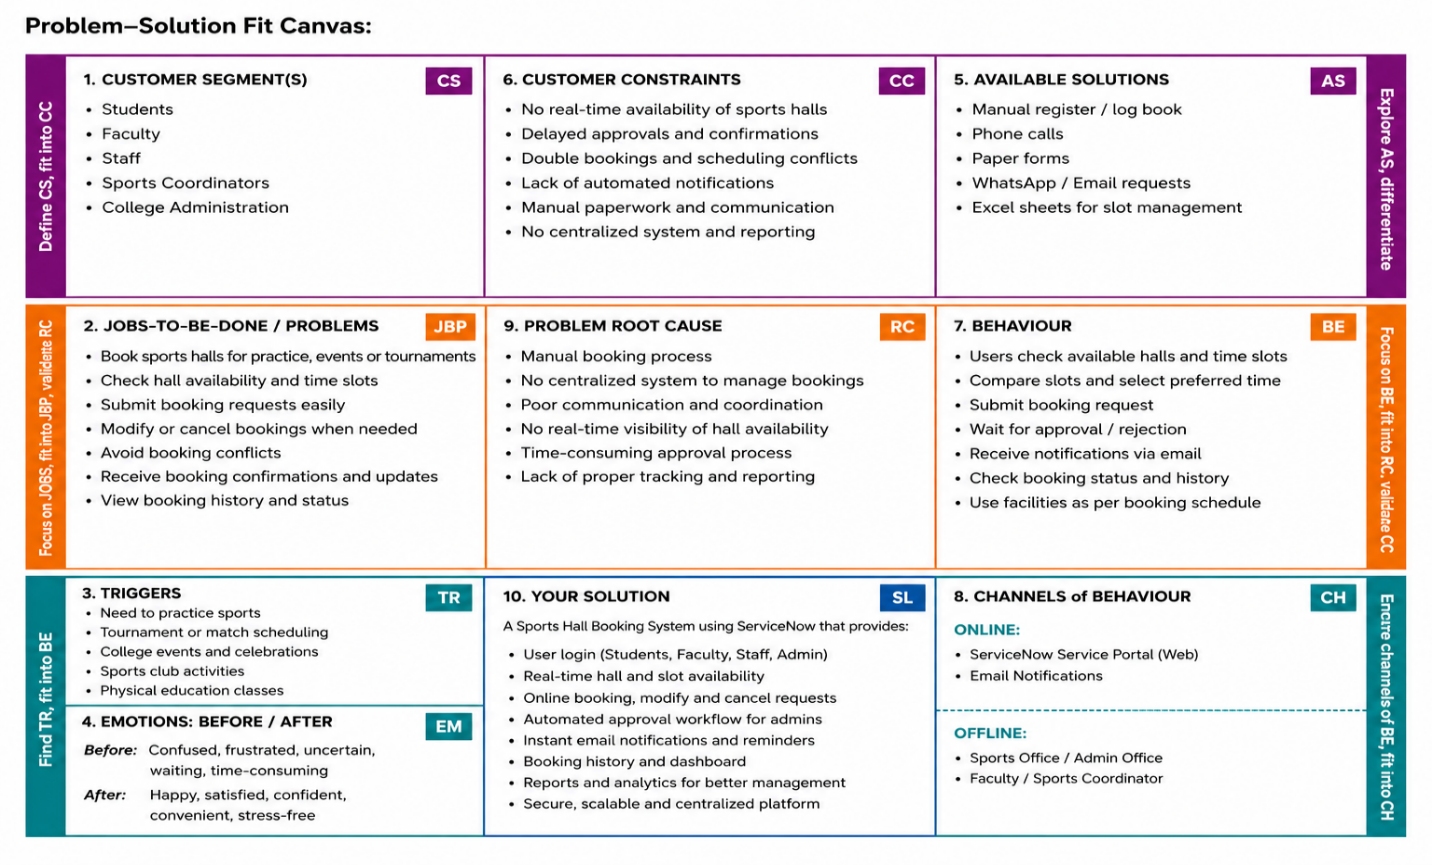 Problem–Solution Fit Canvas:
Define CS, fit into CC
1. CUSTOMER SEGMENT(S)
CS
• Students
• Faculty
• Staff
• Sports Coordinators
• College Administration
6. CUSTOMER CONSTRAINTS
CC
• No real-time availability of sports halls
• Delayed approvals and confirmations
• Double bookings and scheduling conflicts
• Lack of automated notifications
• Manual paperwork and communication
• No centralized system and reporting
5. AVAILABLE SOLUTIONS
AS
• Manual register / log book
• Phone calls
• Paper forms
• WhatsApp / Email requests
• Excel sheets for slot management
Explore AS, differentiate
Focus on JOBS, fit into JBP, validate RC
2. JOBS-TO-BE-DONE / PROBLEMS
JBP
• Book sports halls for practice, events or tournaments
• Check hall availability and time slots
• Submit booking requests easily
• Modify or cancel bookings when needed
• Avoid booking conflicts
• Receive booking confirmations and updates
• View booking history and status
9. PROBLEM ROOT CAUSE
RC
• Manual booking process
• No centralized system to manage bookings
• Poor communication and coordination
• No real-time visibility of hall availability
• Time-consuming approval process
• Lack of proper tracking and reporting
7. BEHAVIOUR
BE
• Users check available halls and time slots
• Compare slots and select preferred time
• Submit booking request
• Wait for approval / rejection
• Receive notifications via email
• Check booking status and history
• Use facilities as per booking schedule
Focus on BE, fit into RC, validate CC
Find TR, fit into BE
3. TRIGGERS
TR
• Need to practice sports
• Tournament or match scheduling
• College events and celebrations
• Sports club activities
• Physical education classes
4. EMOTIONS: BEFORE / AFTER
EM
Before: Confused, frustrated, uncertain,
waiting, time-consuming
After: Happy, satisfied, confident,
convenient, stress-free
10. YOUR SOLUTION
SL
A Sports Hall Booking System using ServiceNow that provides:
• User login (Students, Faculty, Staff, Admin)
• Real-time hall and slot availability
• Online booking, modify and cancel requests
• Automated approval workflow for admins
• Instant email notifications and reminders
• Booking history and dashboard
• Reports and analytics for better management
• Secure, scalable and centralized platform
8. CHANNELS of BEHAVIOUR
CH
ONLINE:
• ServiceNow Service Portal (Web)
• Email Notifications
OFFLINE:
• Sports Office / Admin Office
• Faculty / Sports Coordinator
channels of BE, fit into CH